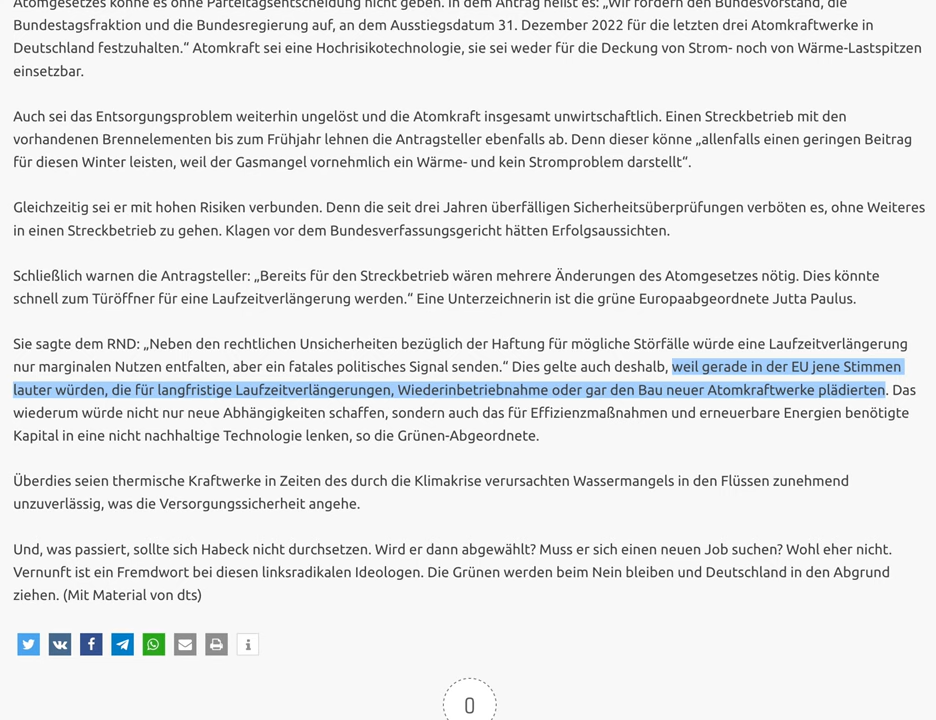 Atomgesetzes könne es ohne Parteitagsentscheidung nicht geben. In dem Antrag heißt es: „Wir fordern den Bundesvorstand, die
Bundestagsfraktion und die Bundesregierung auf, an dem Ausstiegsdatum 31. Dezember 2022 für die letzten drei Atomkraftwerke in
Deutschland festzuhalten.“ Atomkraft sei eine Hochrisikotechnologie, sie sei weder für die Deckung von Strom- noch von Wärme-Lastspitzen
einsetzbar.
Auch sei das Entsorgungsproblem weiterhin ungelöst und die Atomkraft insgesamt unwirtschaftlich. Einen Streckbetrieb mit den
vorhandenen Brennelementen bis zum Frühjahr lehnen die Antragsteller ebenfalls ab. Denn dieser könne „allenfalls einen geringen Beitrag
für diesen Winter leisten, weil der Gasmangel vornehmlich ein Wärme- und kein Stromproblem darstellt“.
Gleichzeitig sei er mit hohen Risiken verbunden. Denn die seit drei Jahren überfälligen Sicherheitsüberprüfungen verböten es, ohne Weiteres
in einen Streckbetrieb zu gehen. Klagen vor dem Bundesverfassungsgericht hätten Erfolgsaussichten.
Schließlich warnen die Antragsteller: „Bereits für den Streckbetrieb wären mehrere Änderungen des Atomgesetzes nötig. Dies könnte
schnell zum Türöffner für eine Laufzeitverlängerung werden.“ Eine Unterzeichnerin ist die grüne Europaabgeordnete Jutta Paulus.
Sie sagte dem RND: „Neben den rechtlichen Unsicherheiten bezüglich der Haftung für mögliche Störfälle würde eine Laufzeitverlängerung
nur marginalen Nutzen entfalten, aber ein fatales politisches Signal senden.“ Dies gelte auch deshalb, weil gerade in der EU jene Stimmen
lauter würden, die für langfristige Laufzeitverlängerungen, Wiederinbetriebnahme oder gar den Bau neuer Atomkraftwerke plädierten. Das
wiederum würde nicht nur neue Abhängigkeiten schaffen, sondern auch das für Effizienzmaßnahmen und erneuerbare Energien benötigte
Kapital in eine nicht nachhaltige Technologie lenken, so die Grünen-Abgeordnete.
Überdies seien thermische Kraftwerke in Zeiten des durch die Klimakrise verursachten Wassermangels in den Flüssen zunehmend
unzuverlässig, was die Versorgungssicherheit angehe.
Und, was passiert, sollte sich Habeck nicht durchsetzen. Wird er dann abgewählt? Muss er sich einen neuen Job suchen? Wohl eher nicht.
Vernunft ist ein Fremdwort bei diesen linksradikalen Ideologen. Die Grünen werden beim Nein bleiben und Deutschland in den Abgrund
ziehen. (Mit Material von dts)
0